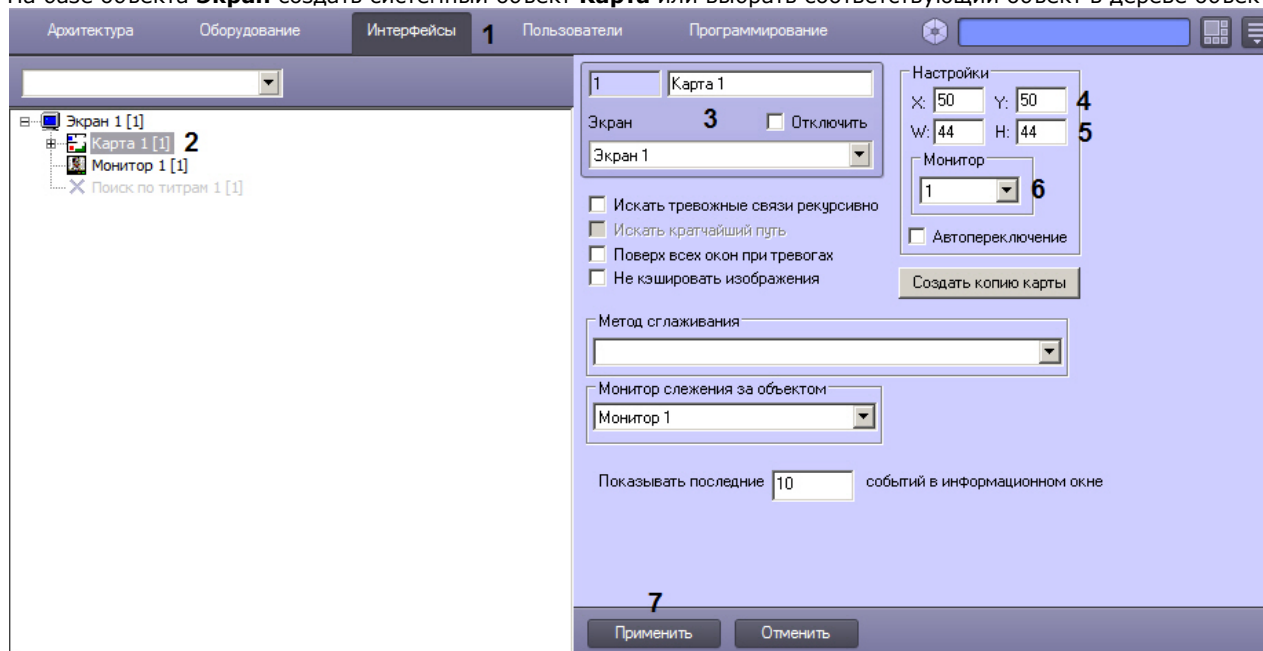 На базе объекта Экран создать системный объект Карта или выбрать соответствующий объект в дереве объек
Архитектура Оборудование Интерфейсы 1 Пользователи Программирование
Экран 1 [1]
Карта 1 [1] 2
Монитор 1 [1]
Поиск по титрам 1 [1]
1 Карта 1
Экран 3 Отключить
Экран 1
Настройки
X: 50 Y: 50 4
W: 44 H: 44 5
Монитор
1 6
Автопереключение
Искать тревожные связи рекурсивно
Искать кратчайший путь
Поверх всех окон при тревогах
Не кэшировать изображения
Создать копию карты
Метод сглаживания
Монитор слежения за объектом
Монитор 1
Показывать последние 10 событий в информационном окне
7
Применить Отменить